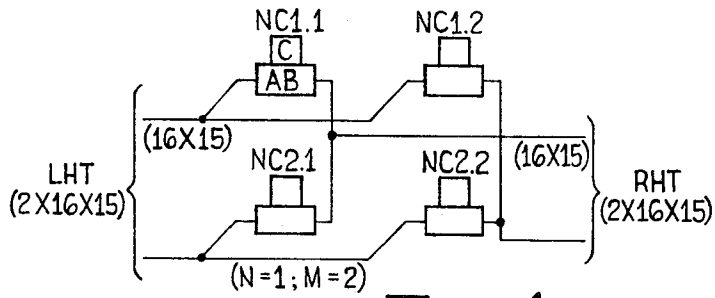 NC1.1
NC1.2
C
AB
(16X15)
LHT
(2X16X15)
NC2.1
NC2.2
(16X15)
RHT
(2X16X15)
(N=1; M=2)